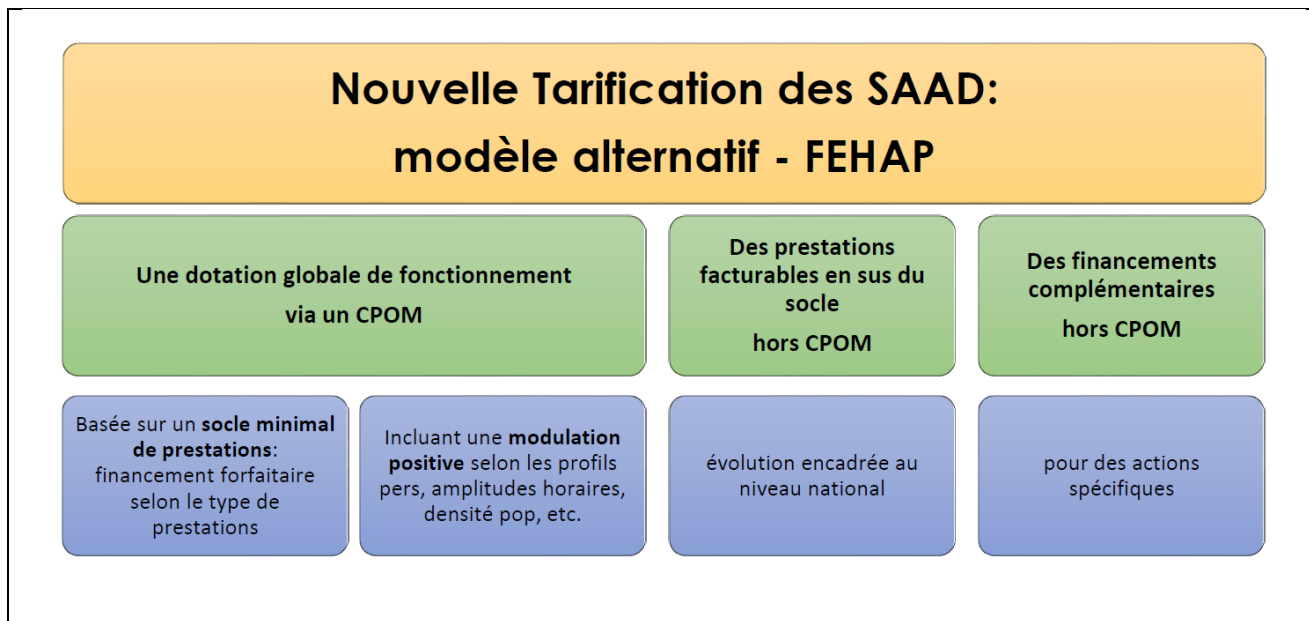 Nouvelle Tarification des SAAD:
modèle alternatif - FEHAP
Une dotation globale de fonctionnement
via un CPOM
Des prestations
facturables en sus du
socle
hors CPOM
Des financements
complémentaires
hors CPOM
Basée sur un socle minimal
de prestations:
financement forfaitaire
selon le type de
prestations
Incluant une modulation
positive selon les profils
pers, amplitudes horaires,
densité pop, etc.
évolution encadrée au
niveau national
pour des actions
spécifiques